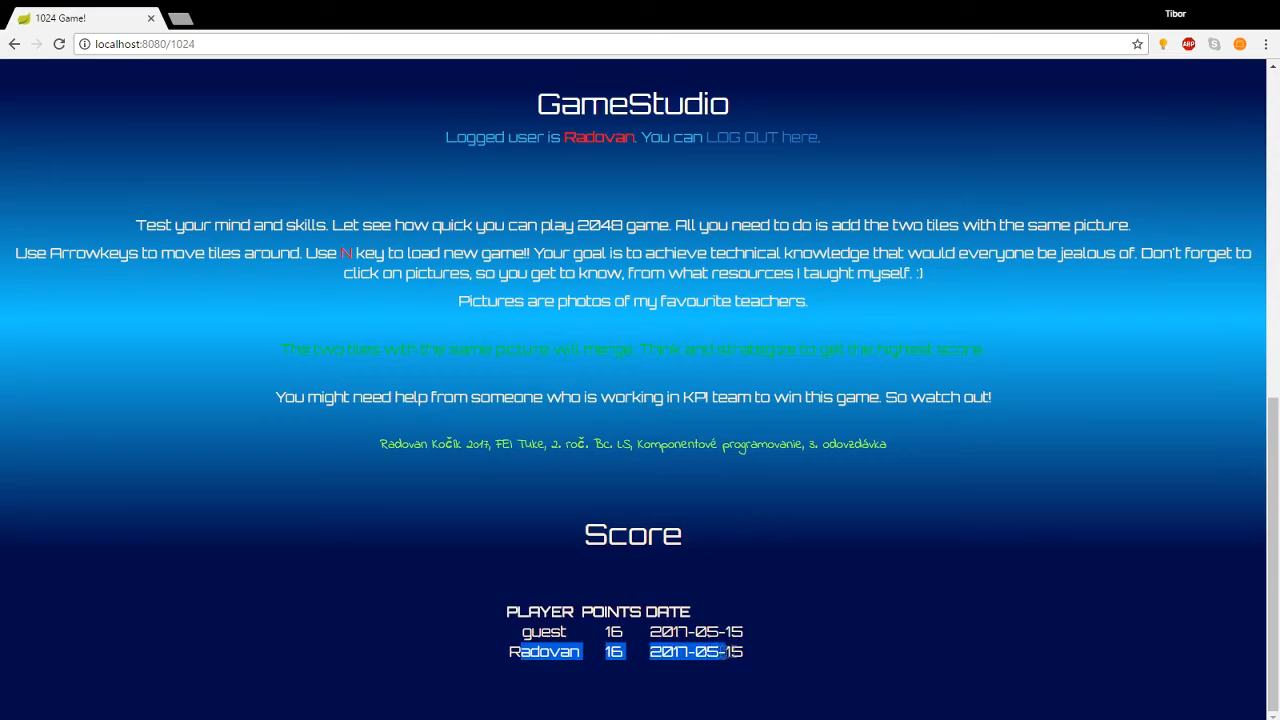 1024 Game!
Tibor
localhost:8080/1024
ABP
GameStudio
Logged user is Radovan. You can LOG OUT here.
Test your mind and skills. Let see how quick you can play 2048 game. All you need to do is add the two tiles with the same picture.
Use Arrowkeys to move tiles around. Use N key to load new game!! Your goal is to achieve technical knowledge that would everyone be jealous of. Don't forget to
click on pictures, so you get to know, from what resources I taught myself. :)
Pictures are photos of my favourite teachers.
The two tiles with the same picture will merge. Think and strategize to get the highest score
You might need help from someone who is working in KPI team to win this game. So watch out!
Radovan Kočík 2017, FEI Tuke, 2. roč. Bc. LS, Komponentové programovanie, 3. odovzdávka
Score
PLAYER POINTS DATE
guest 16 2017-05-15
Radovan 16 2017-05-15